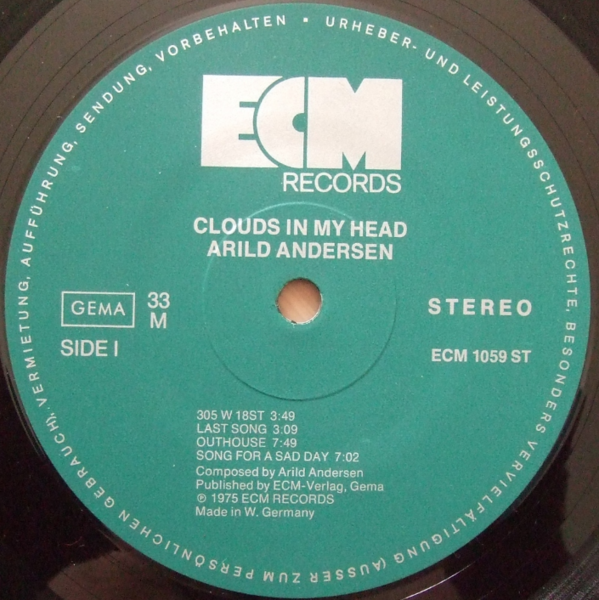 URHEBER- UND LEISTUNGSSCHUTZRECHTE, BESONDERS VERVIELFÄLTIGUNG (AUSSER ZUM PERSÖNLICHEN GEBRAUCH), VERMIETUNG, AUFFÜHRUNG, SENDUNG, VORBEHALTEN •
ECM
RECORDS
CLOUDS IN MY HEAD
ARILD ANDERSEN
GEMA
33
M
STEREO
SIDE I
ECM 1059 ST
305 W 18ST 3:49
LAST SONG 3:09
OUTHOUSE 7:49
SONG FOR A SAD DAY 7:02
Composed by Arild Andersen
Published by ECM-Verlag, Gema
℗ 1975 ECM RECORDS
Made in W. Germany